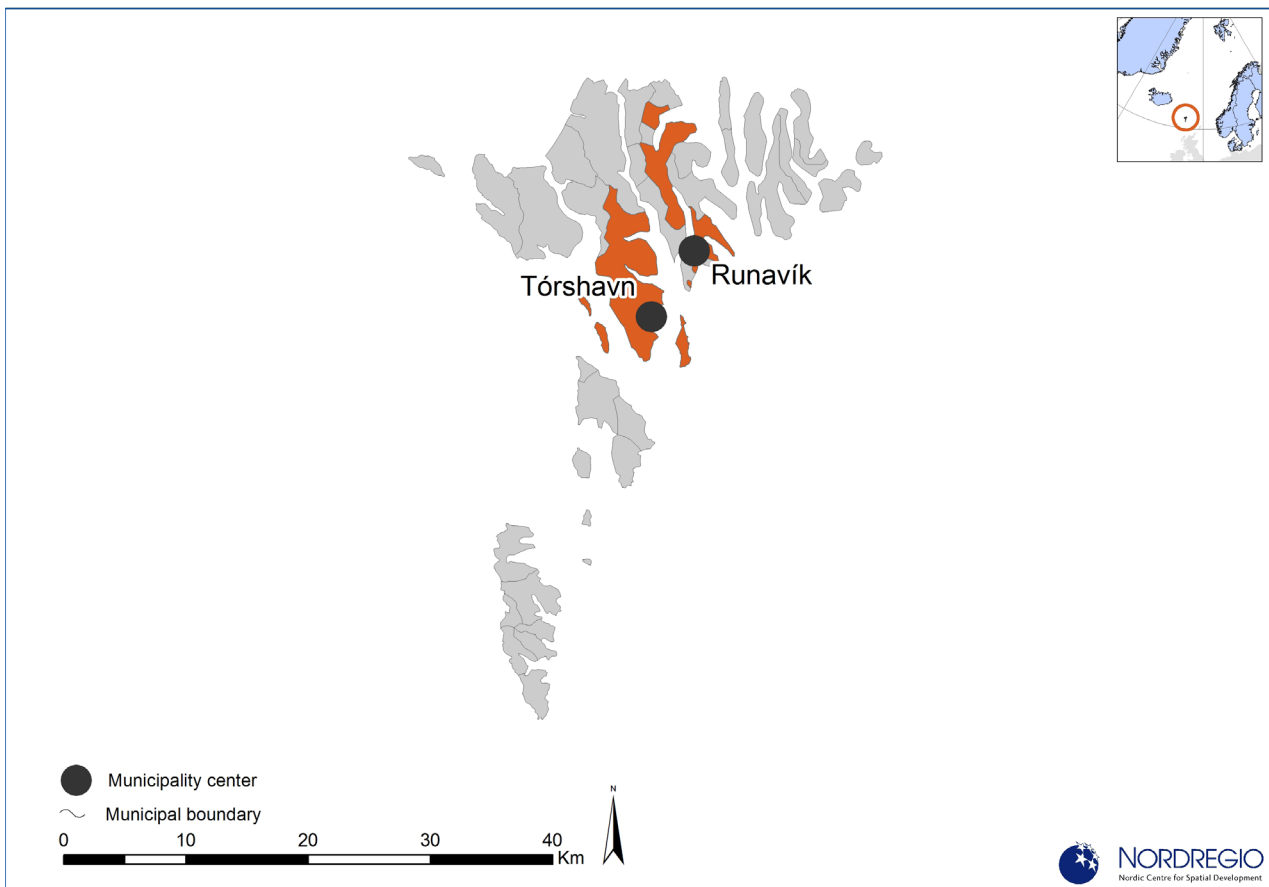 Tórshavn
Runavík
Municipality center
Municipal boundary
0 10 20 30 40
Km
N
NORDREGIO
Nordic Centre for Spatial Development